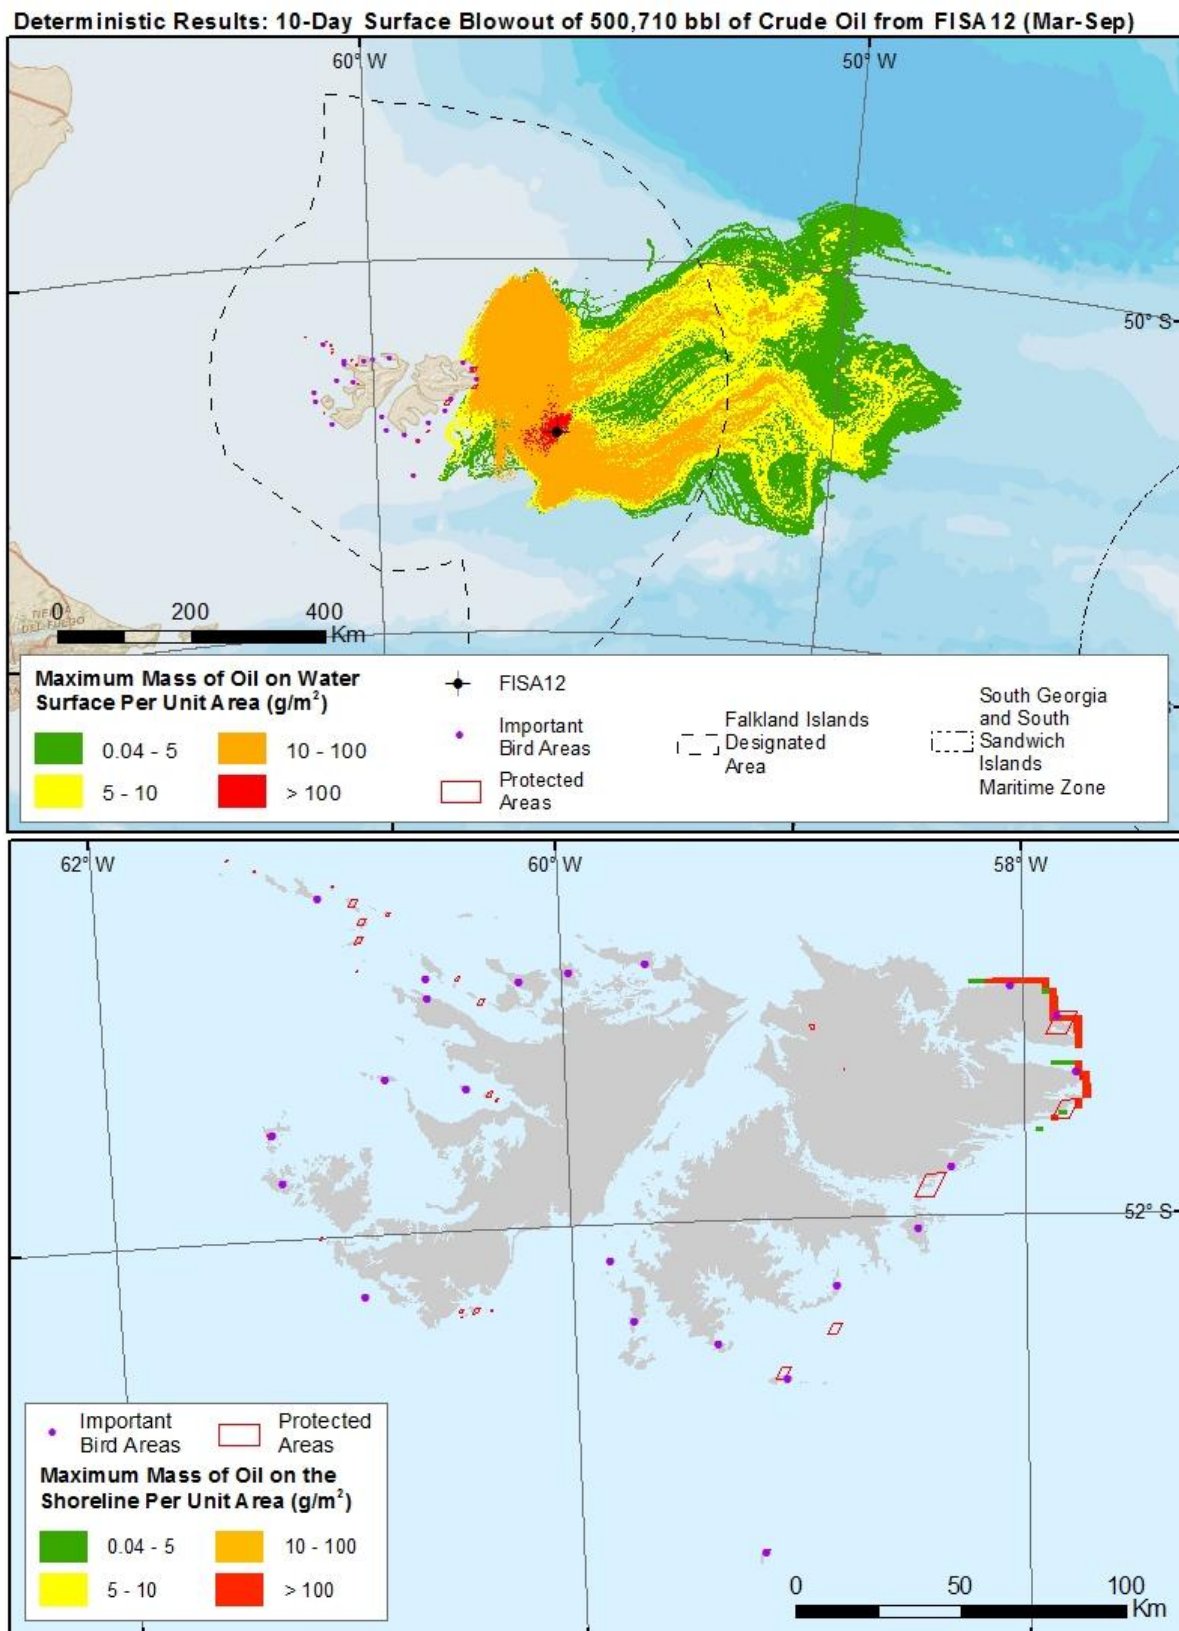 Deterministic Results: 10-Day Surface Blowout of 500,710 bbl of Crude Oil from FISA12 (Mar-Sep)
60° W
50° W
50° S
TIERRA
DEL FUEGO
0
200
400
Km
Maximum Mass of Oil on Water
Surface Per Unit Area (g/m²)
0.04 - 5
10 - 100
5 - 10
> 100
FISA12
Important
Bird Areas
Protected
Areas
Falkland Islands
Designated
Area
South Georgia
and South
Sandwich
Islands
Maritime Zone
62° W
60° W
58° W
52° S
Important
Bird Areas
Protected
Areas
Maximum Mass of Oil on the
Shoreline Per Unit Area (g/m²)
0.04 - 5
10 - 100
5 - 10
> 100
0
50
100
Km